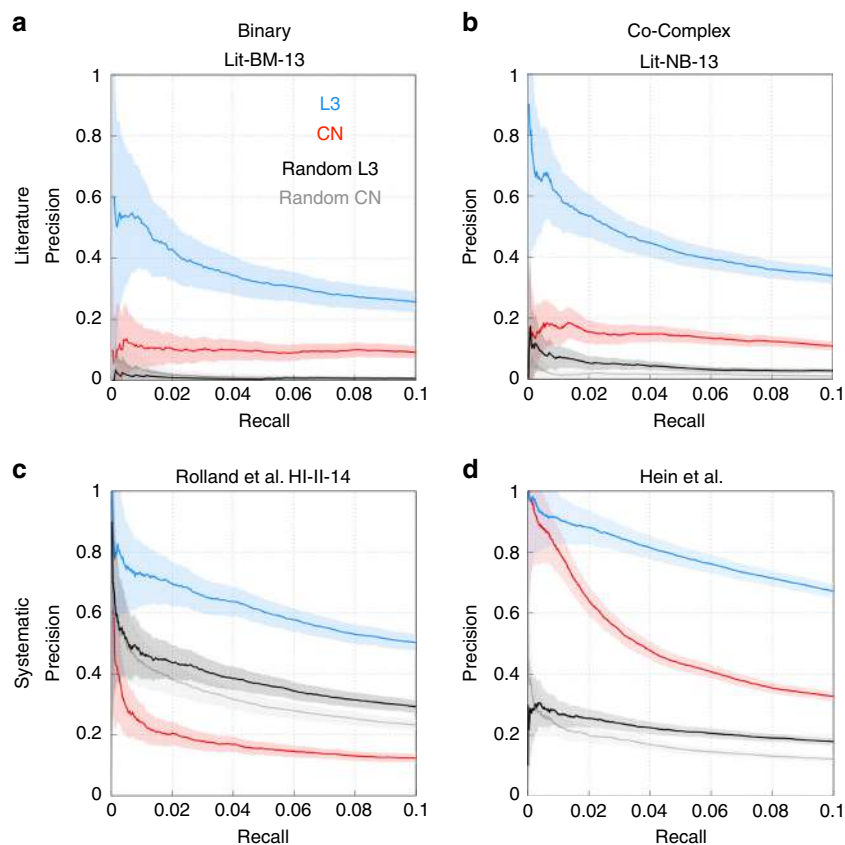 a
Binary
Lit-BM-13
b
Co-Complex
Lit-NB-13
Literature
Precision
1
0.8
0.6
0.4
0.2
0
L3
CN
Random L3
Random CN
0 0.02 0.04 0.06 0.08 0.1
Recall
Precision
1
0.8
0.6
0.4
0.2
0
0 0.02 0.04 0.06 0.08 0.1
Recall
c
Rolland et al. HI-II-14
Systematic
Precision
1
0.8
0.6
0.4
0.2
0
0 0.02 0.04 0.06 0.08 0.1
Recall
d
Hein et al.
Precision
1
0.8
0.6
0.4
0.2
0
0 0.02 0.04 0.06 0.08 0.1
Recall